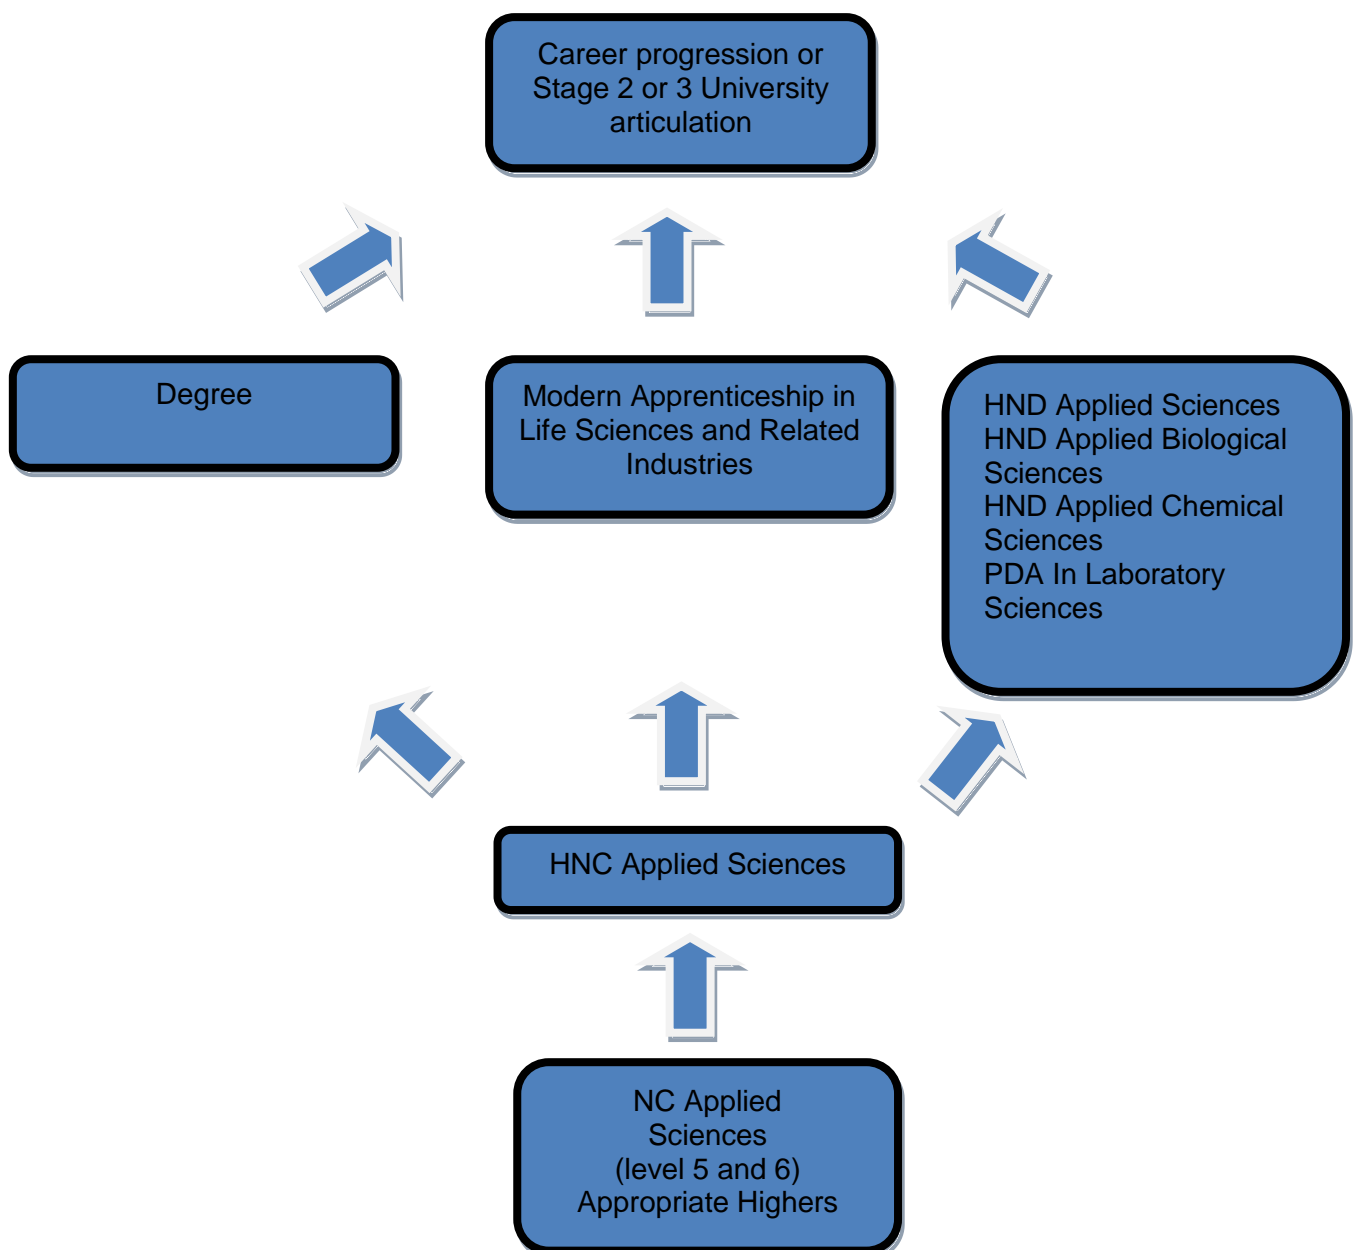 Career progression or
Stage 2 or 3 University
articulation
Degree
Modern Apprenticeship in
Life Sciences and Related
Industries
HND Applied Sciences
HND Applied Biological
Sciences
HND Applied Chemical
Sciences
PDA In Laboratory
Sciences
HNC Applied Sciences
NC Applied
Sciences
(level 5 and 6)
Appropriate Highers